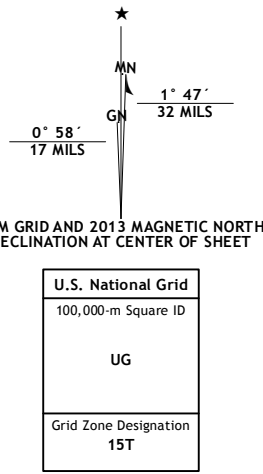 ★
MN
1° 47´
32 MILS
GN
0° 58´
17 MILS
M GRID AND 2013 MAGNETIC NORTH
ECLINATION AT CENTER OF SHEET
U.S. National Grid
100,000-m Square ID
UG
Grid Zone Designation
15T